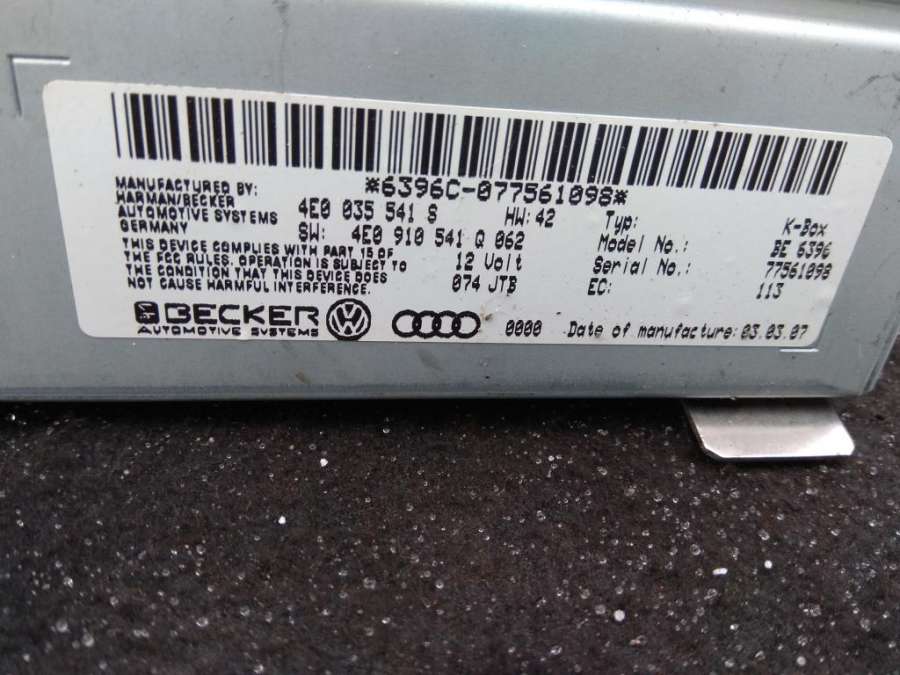 *6396C-077561098*
MANUFACTURED BY:
HARMAN/BECKER
AUTOMOTIVE SYSTEMS
GERMANY
4E0 035 541 S HW: 42
SW: 4E0 910 541 Q 062
12 Volt
074 JTB
THIS DEVICE COMPLIES WITH PART 15 OF
THE FCC RULES. OPERATION IS SUBJECT TO
THE CONDITION THAT THIS DEVICE DOES
NOT CAUSE HARMFUL INTERFERENCE.
Typ: K-Box
Model No.: BE 6396
Serial No.: 77561098
EC: 113
BECKER
AUTOMOTIVE SYSTEMS
0000 Date of manufacture: 03.03.07